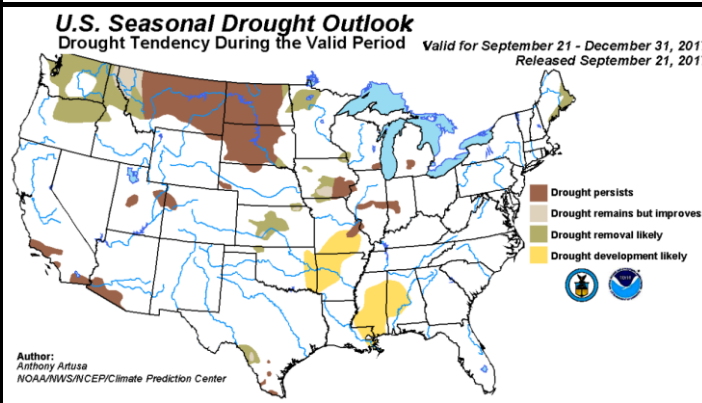 U.S. Seasonal Drought Outlook
Drought Tendency During the Valid Period
Valid for September 21 - December 31, 201
Released September 21, 201
Drought persists
Drought remains but improves
Drought removal likely
Drought development likely
Author:
Anthony Artusa
NOAA/NWS/NCEP/Climate Prediction Center